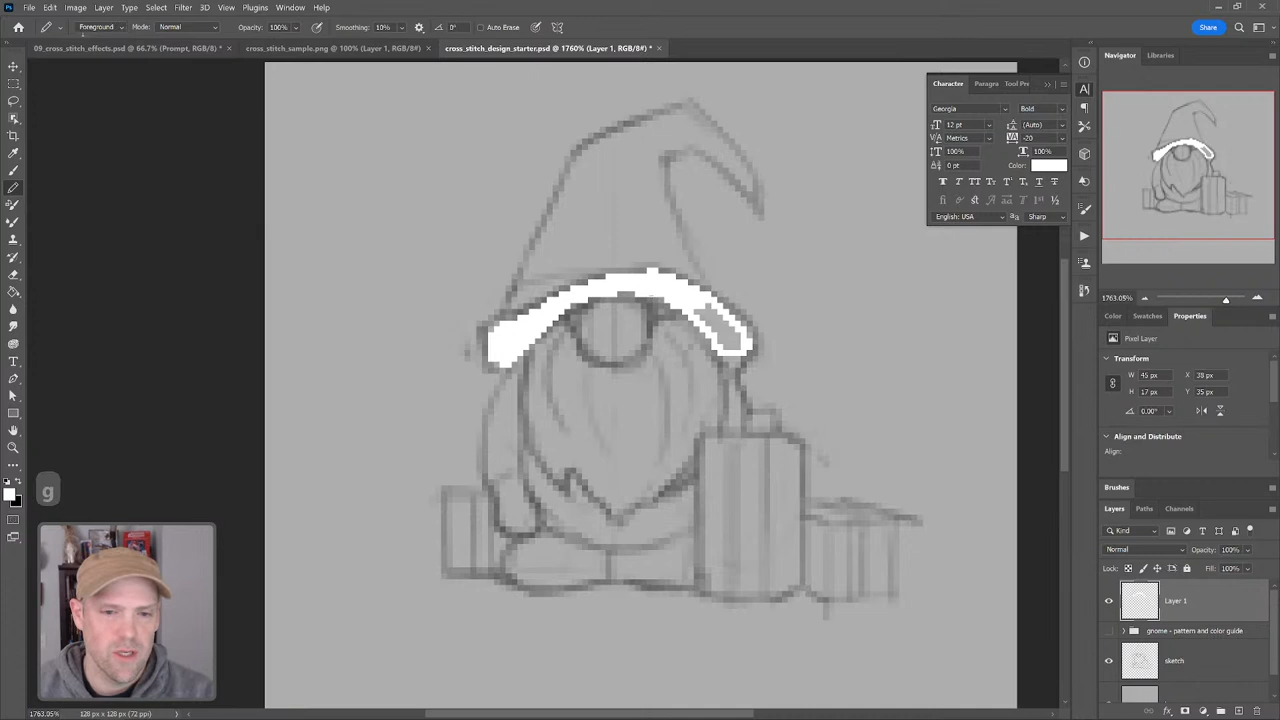 File Edit Image Layer Type Select Filter 3D View Plugins Window Help
Foreground Mode: Normal Opacity: 100% Smoothing: 10% 0° Auto Erase Share
09_cross_stitch_effects.psd @ 66.7% (Prompt, RGB/8) * × cross_stitch_sample.png @ 100% (Layer 1, RGB/8#) × cross_stitch_design_starter.psd @ 1760% (Layer 1, RGB/8#) * ×
Navigator Libraries
Character Paragra Tool Pre
Georgia Bold
12 pt (Auto)
Metrics -20
100% 100%
0 pt Color:
English: USA Sharp
1763.05%
Color Swatches Properties
Pixel Layer
Transform
W 45 px X 38 px
H 17 px Y 35 px
0.00°
Align and Distribute
Align:
g
Brushes
Layers Paths Channels
Kind
Normal Opacity: 100%
Lock: Fill: 100%
Layer 1
gnome - pattern and color guide
sketch
1763.05% 128 px x 128 px (72 ppi)